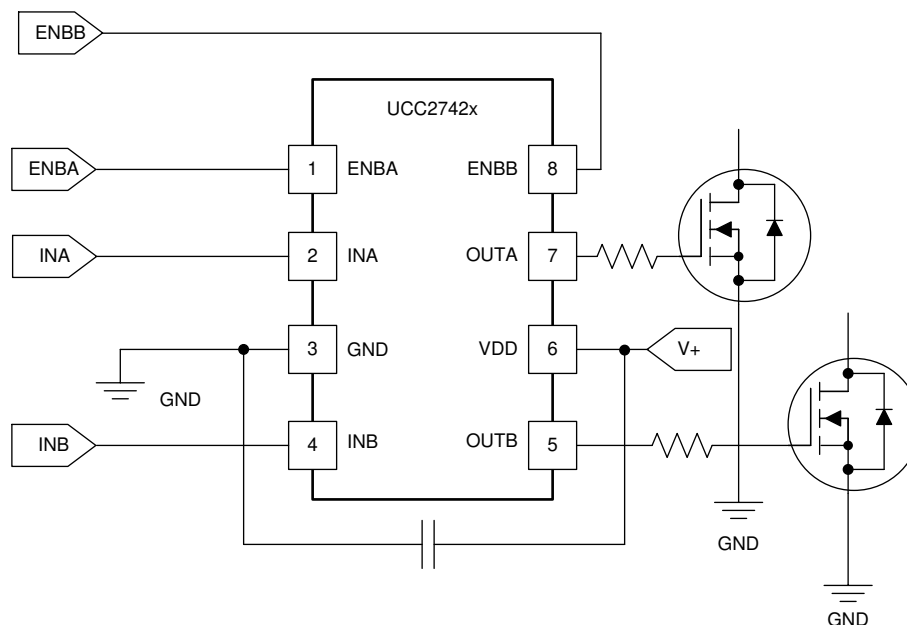 ENBB
UCC2742x
ENBA
1
ENBA
ENBB
8
INA
2
INA
OUTA
7
3
GND
VDD
6
V+
GND
INB
4
INB
OUTB
5
GND
GND